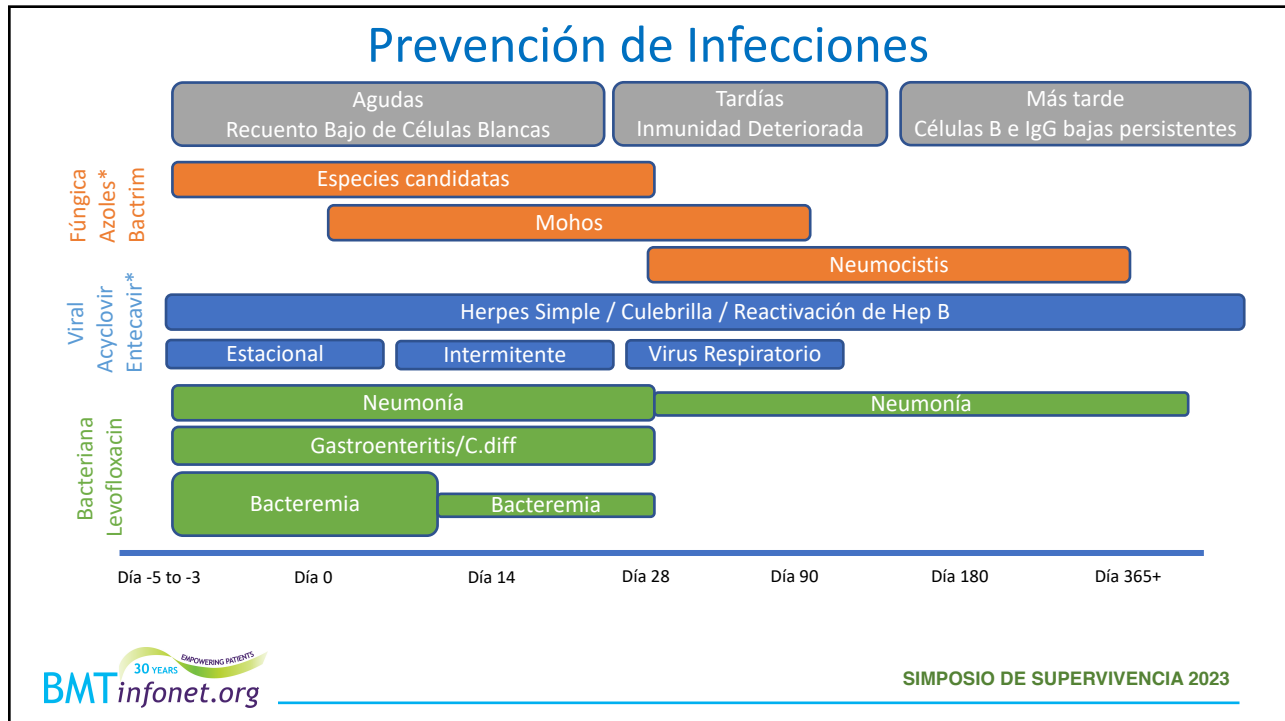 Prevención de Infecciones
Agudas
Recuento Bajo de Células Blancas
Tardías
Inmunidad Deteriorada
Más tarde
Células B e IgG bajas persistentes
Fúngica
Azoles*
Bactrim
Especies candidatas
Mohos
Neumocistis
Viral
Acyclovir
Entecavir*
Herpes Simple / Culebrilla / Reactivación de Hep B
Estacional
Intermitente
Virus Respiratorio
Bacteriana
Levofloxacin
Neumonía
Neumonía
Gastroenteritis/C.diff
Bacteremia
Bacteremia
Día -5 to -3
Día 0
Día 14
Día 28
Día 90
Día 180
Día 365+
30 YEARS
EMPOWERING PATIENTS
BMTinfonet.org
SIMPOSIO DE SUPERVIVENCIA 2023